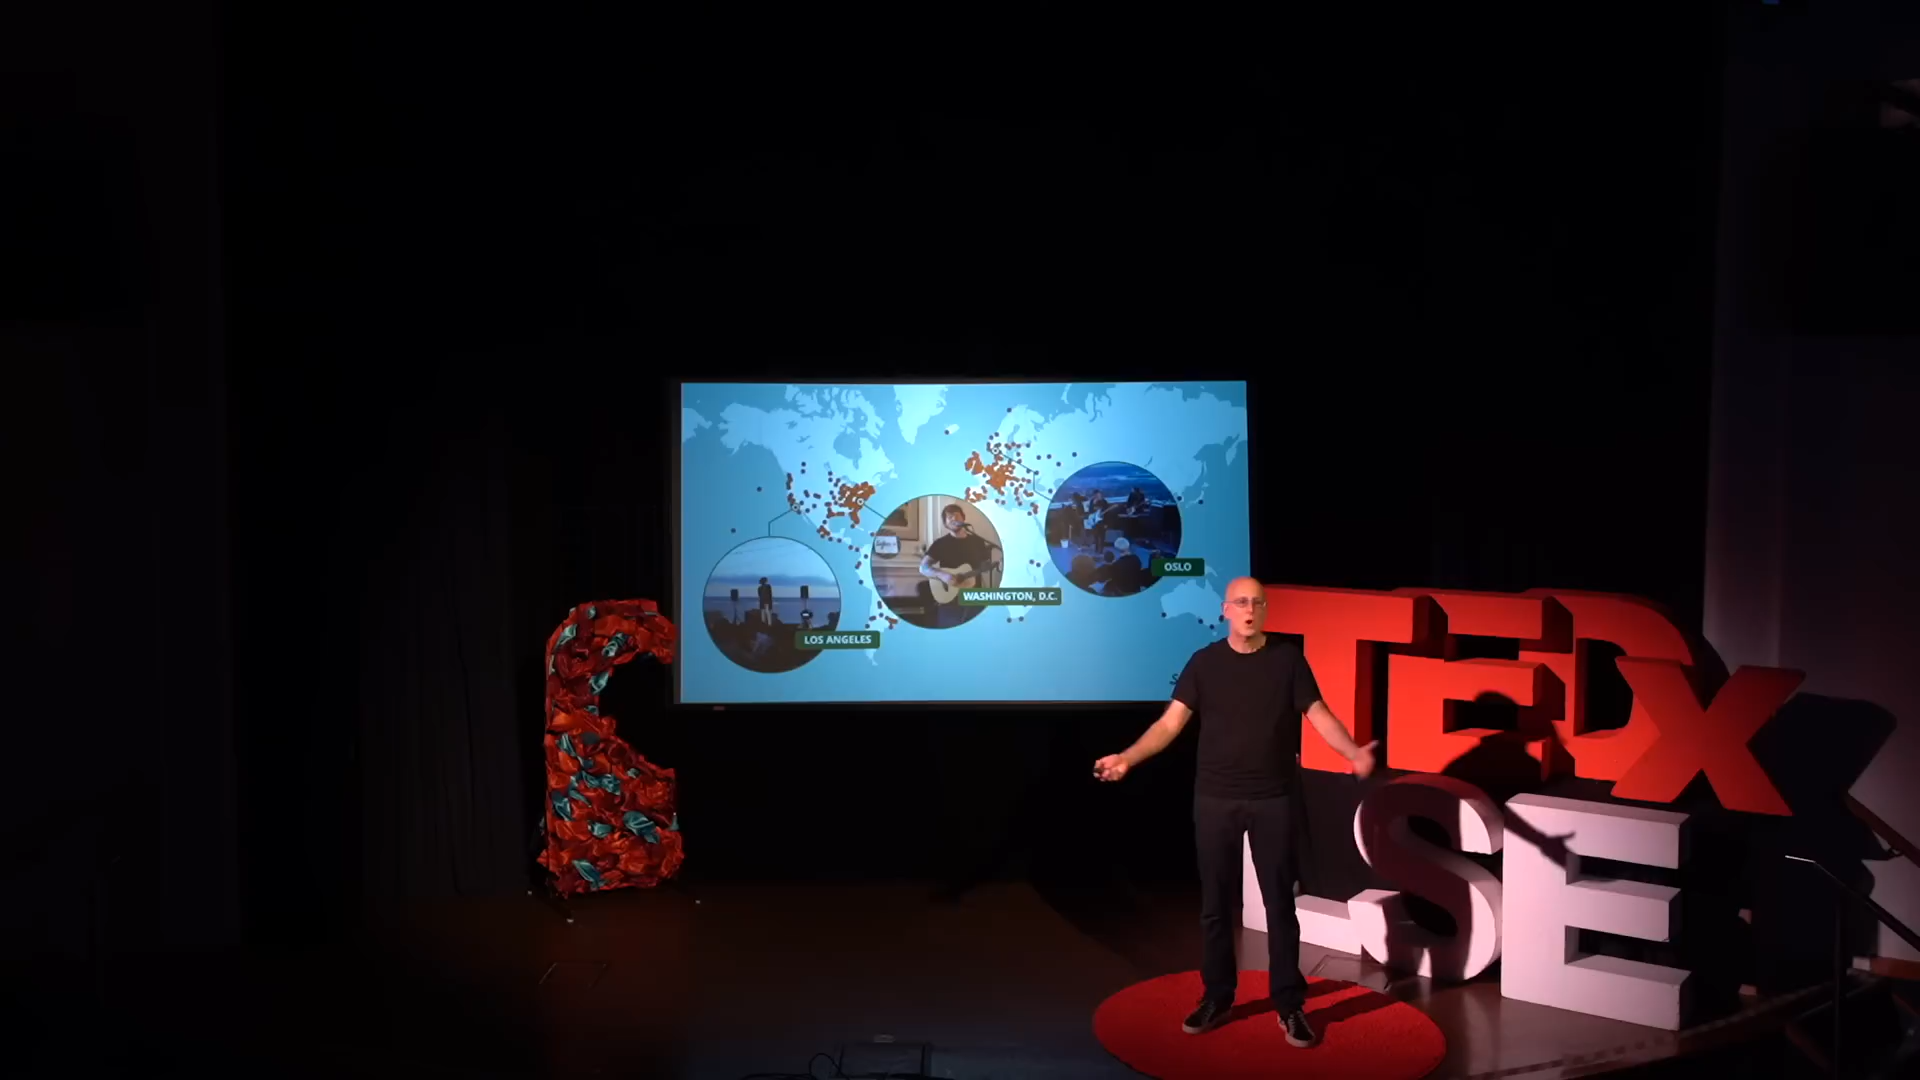 OSLO
WASHINGTON, D.C.
LOS ANGELES
TEDx
LSE